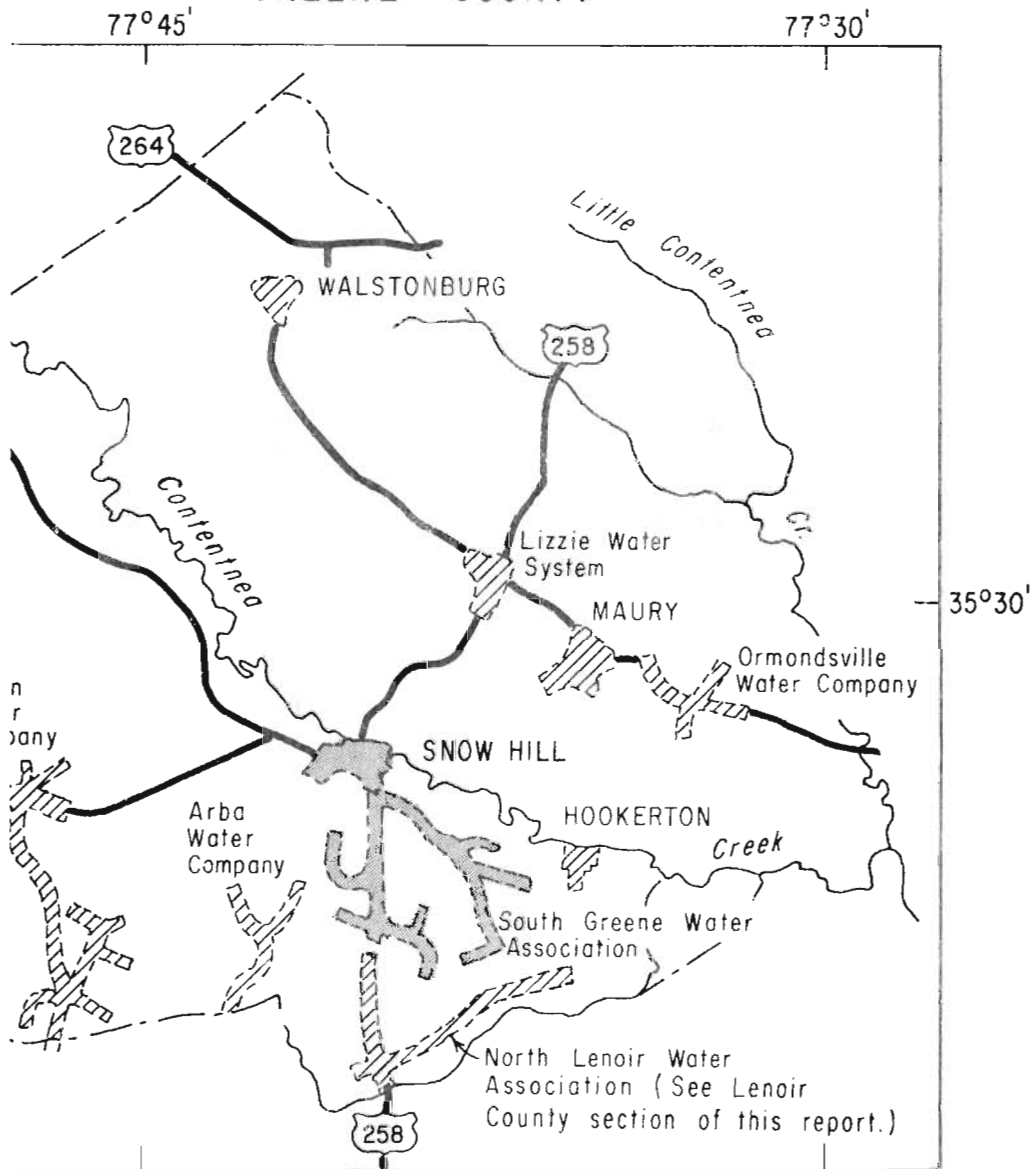 77°45'
77°30'
264
Little Contentnea
WALSTONBURG
258
Contentnea
Cr.
Lizzie Water
System
35°30'
MAURY
Ormondsville
Water Company
SNOW HILL
HOOKERTON
Arba
Water
Company
Creek
South Greene Water
Association
North Lenoir Water
Association (See Lenoir
County section of this report.)
258